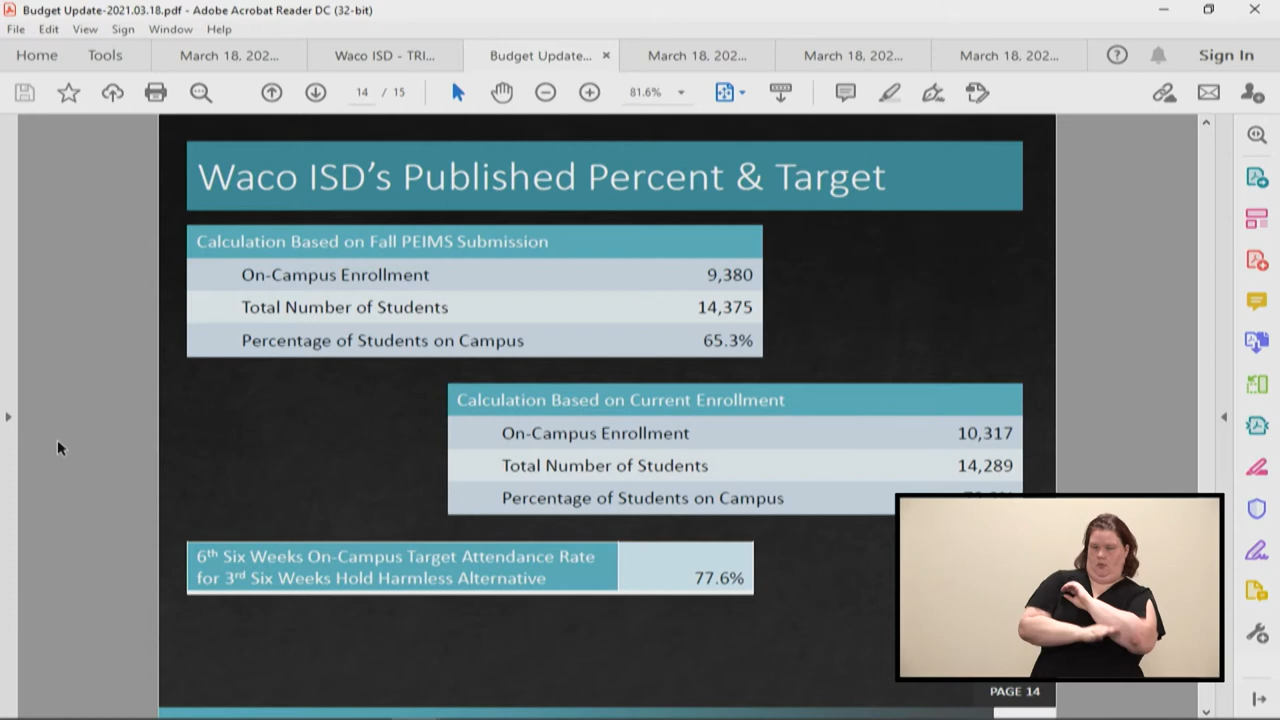 Budget Update-2021.03.18.pdf - Adobe Acrobat Reader DC (32-bit)
File Edit View Sign Window Help
Home Tools March 18, 202... Waco ISD - TRI... Budget Update... × March 18, 202... March 18, 202... March 18, 202... Sign In
14 / 15 81.6%
Waco ISD's Published Percent & Target
Calculation Based on Fall PEIMS Submission
On-Campus Enrollment 9,380
Total Number of Students 14,375
Percentage of Students on Campus 65.3%
Calculation Based on Current Enrollment
On-Campus Enrollment 10,317
Total Number of Students 14,289
Percentage of Students on Campus
6th Six Weeks On-Campus Target Attendance Rate
for 3rd Six Weeks Hold Harmless Alternative 77.6%
PAGE 14